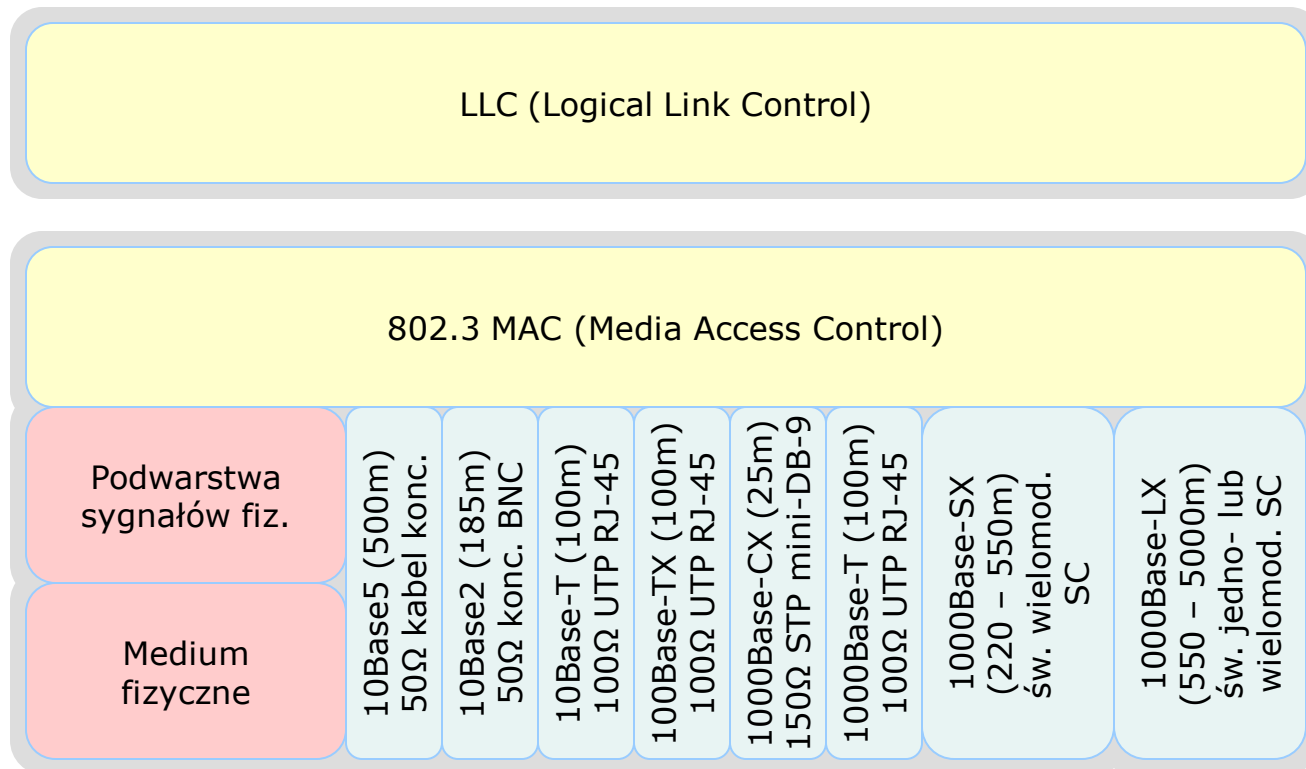 LLC (Logical Link Control)
802.3 MAC (Media Access Control)
Podwarstwa
sygnałów fiz.
Medium
fizyczne
10Base5 (500m)
50Ω kabel konc.
10Base2 (185m)
50Ω konc. BNC
10Base-T (100m)
100Ω UTP RJ-45
100Base-TX (100m)
100Ω UTP RJ-45
1000Base-CX (25m)
150Ω STP mini-DB-9
1000Base-T (100m)
100Ω UTP RJ-45
1000Base-SX
(220 – 550m)
św. wielomod.
SC
1000Base-LX
(550 – 5000m)
św. jedno- lub
wielomod. SC